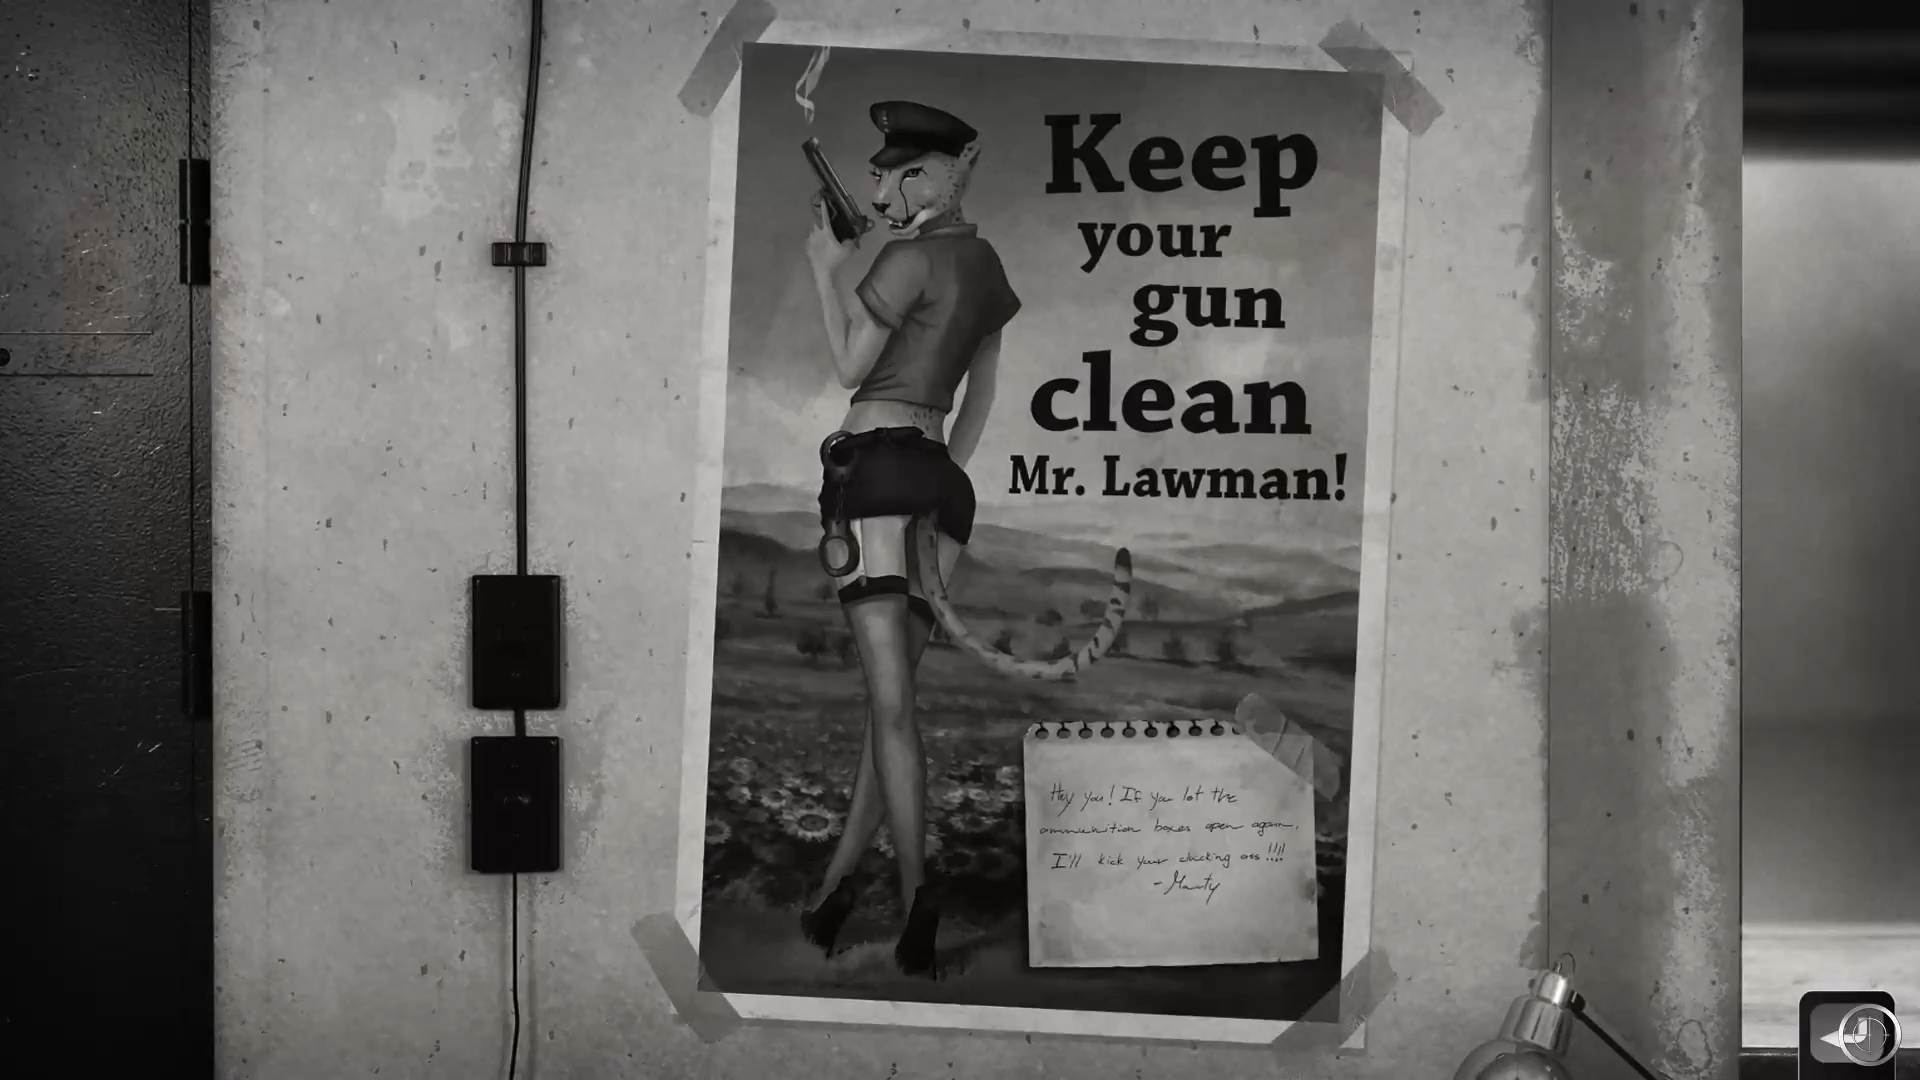 Keep
your
gun
clean
Mr. Lawman!
Hey you! If you let the
ammunition boxes open again,
I'll kick your clucking ass!!!!
- Marty